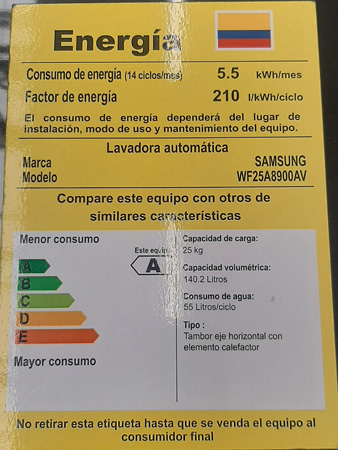 Energía
Consumo de energía (14 ciclos/mes) 5.5 kWh/mes
Factor de energía 210 l/kWh/ciclo
El consumo de energía dependerá del lugar de
instalación, modo de uso y mantenimiento del equipo.
Lavadora automática
Marca SAMSUNG
Modelo WF25A8900AV
Compare este equipo con otros de
similares características
Menor consumo
Este equipo
A
A
B
C
D
E
Mayor consumo
Capacidad de carga:
25 kg
Capacidad volumétrica:
140.2 Litros
Consumo de agua:
55 Litros/ciclo
Tipo :
Tambor eje horizontal con
elemento calefactor
No retirar esta etiqueta hasta que se venda el equipo al
consumidor final